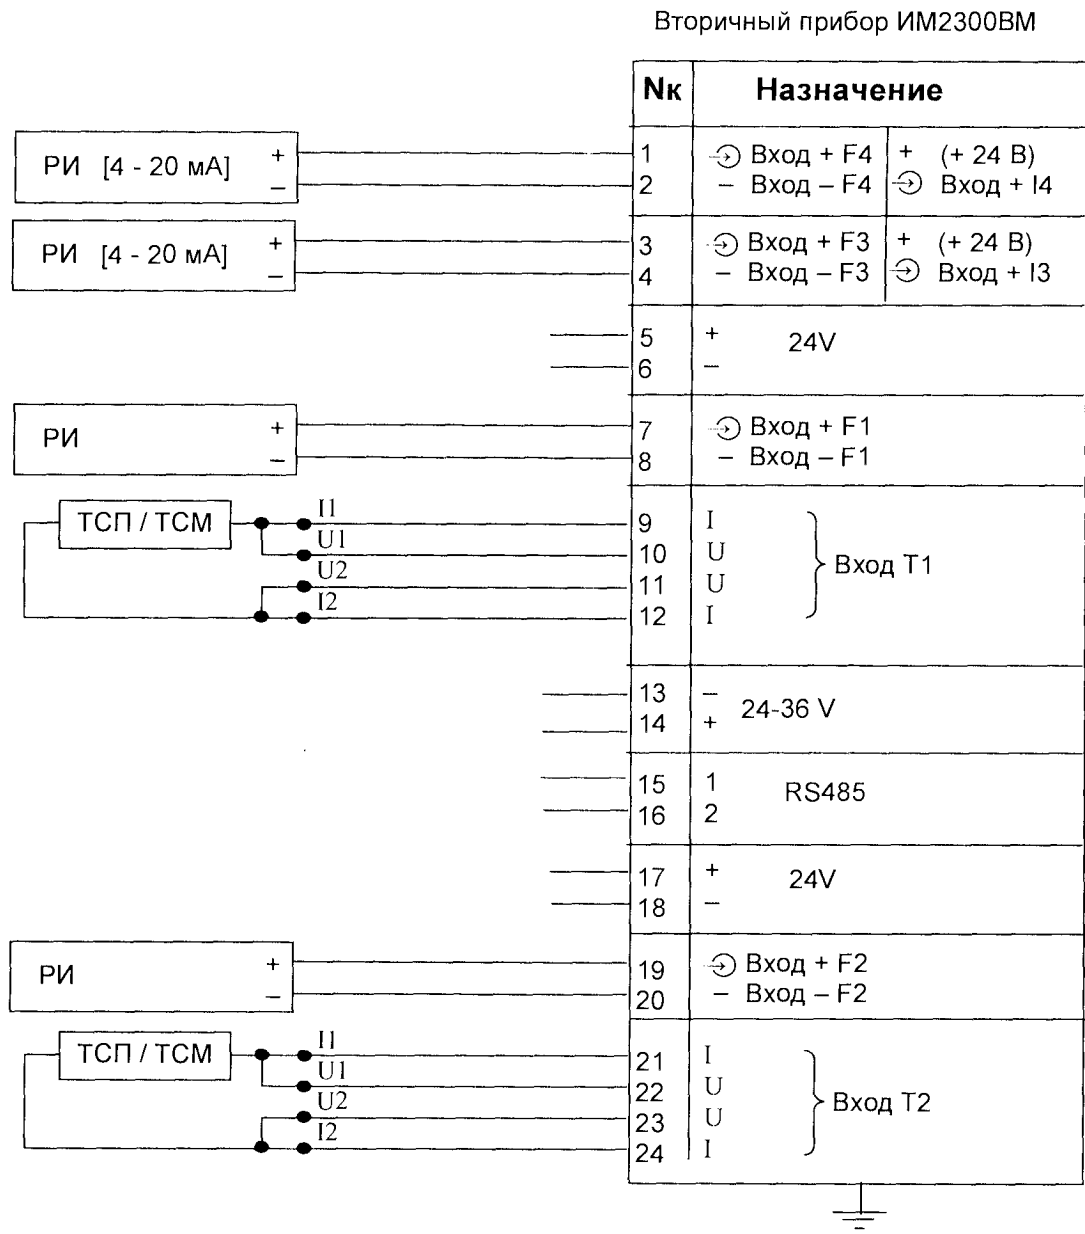 Вторичный прибор ИМ2300ВМ
Nк Назначение
РИ [4 - 20 мА] + 1 Вход + F4 + (+ 24 В)
– 2 – Вход – F4 Вход + I4
РИ [4 - 20 мА] + 3 Вход + F3 + (+ 24 В)
– 4 – Вход – F3 Вход + I3
5 + 24V
6 –
РИ + 7 Вход + F1
– 8 – Вход – F1
ТСП / ТСМ I1 9 I
U1 10 U Вход Т1
U2 11 U
I2 12 I
13 – 24-36 V
14 +
15 1 RS485
16 2
17 + 24V
18 –
РИ + 19 Вход + F2
– 20 – Вход – F2
ТСП / ТСМ I1 21 I
U1 22 U Вход Т2
U2 23 U
I2 24 I